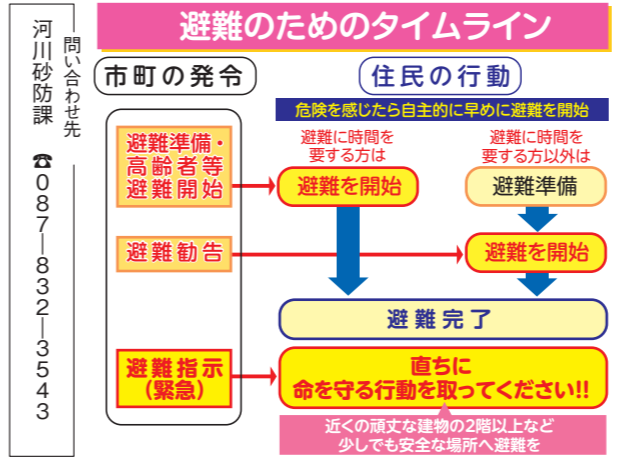 避難のためのタイムライン
問い合わせ先
河川砂防課 ☎087―832―3543
市町の発令
住民の行動
危険を感じたら自主的に早めに避難を開始
避難準備・
高齢者等
避難開始
避難に時間を
要する方は
避難を開始
避難に時間を
要する方以外は
避難準備
避難勧告
避難を開始
避難完了
避難指示
(緊急)
直ちに
命を守る行動を取ってください!!
近くの頑丈な建物の2階以上など
少しでも安全な場所へ避難を